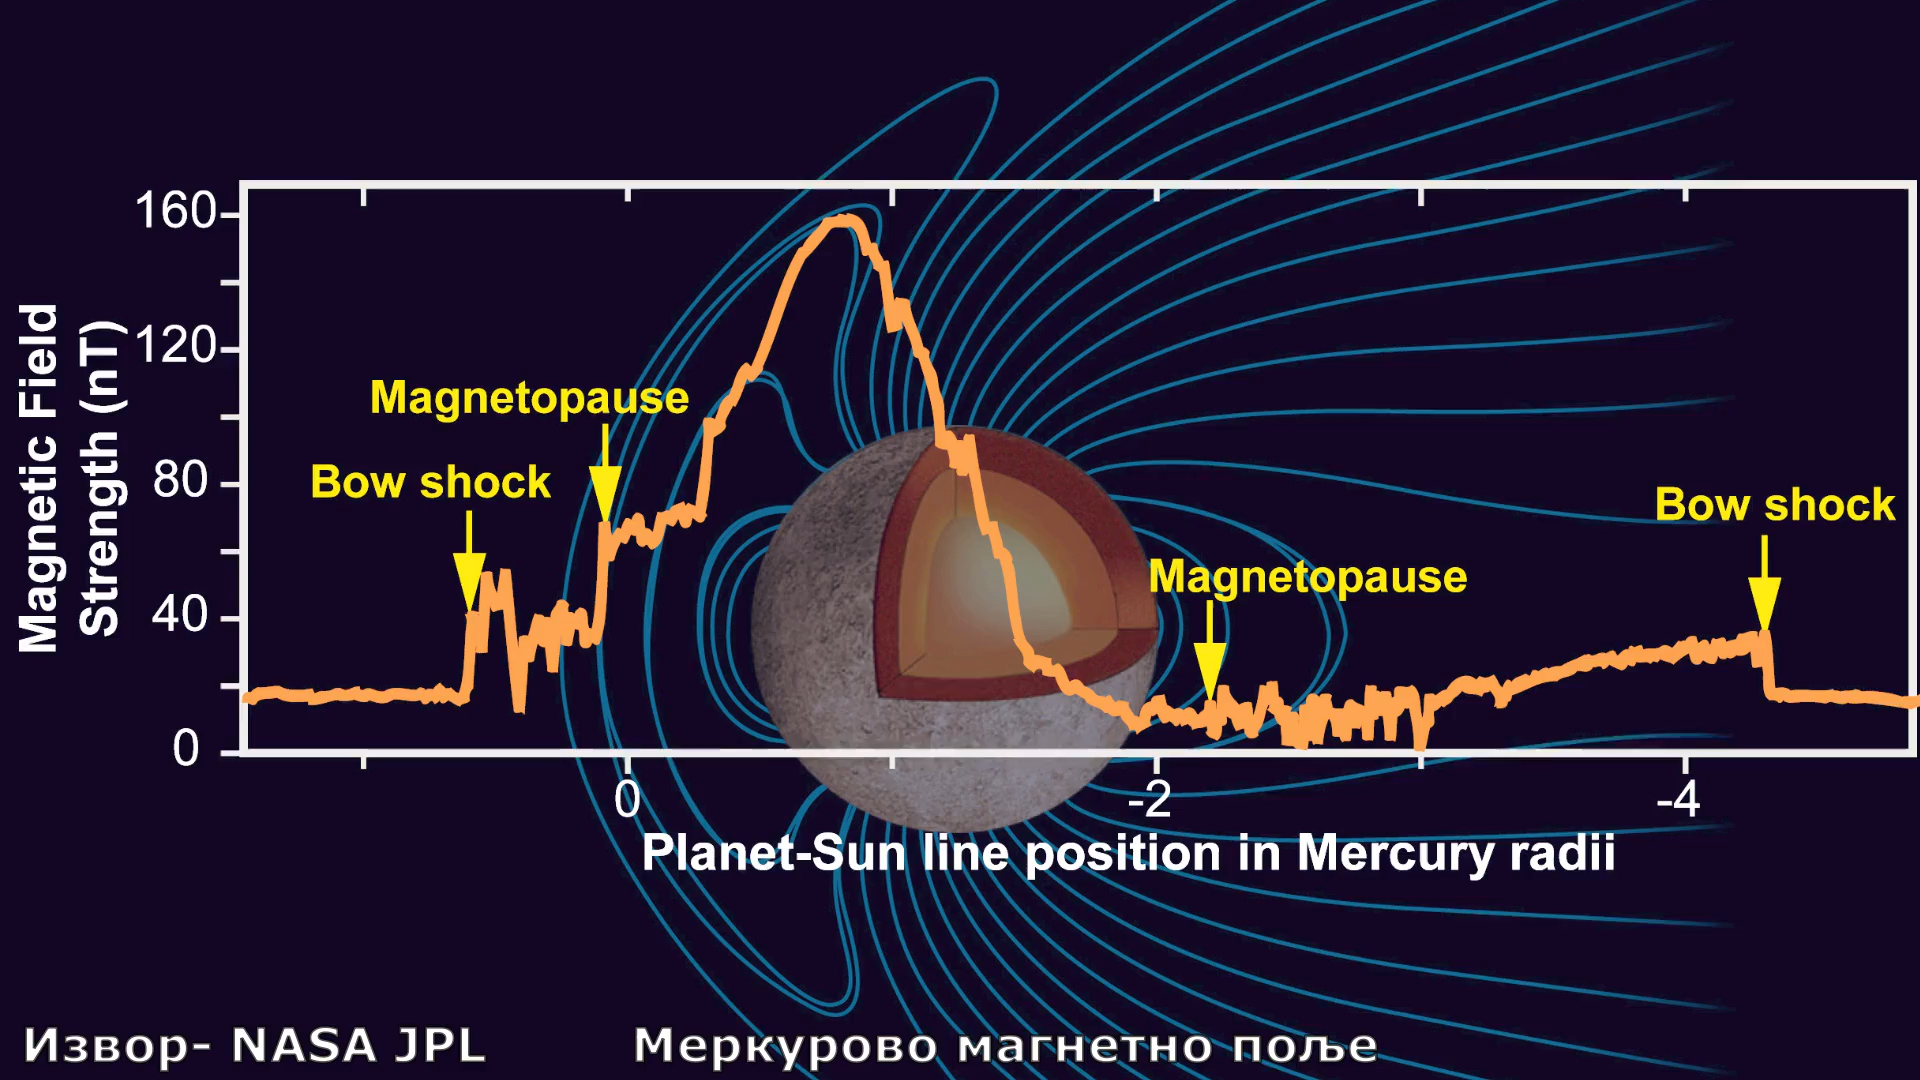 160
120
80
40
0
Magnetic Field
Strength (nT)
Magnetopause
Bow shock
Magnetopause
Bow shock
0
-2
-4
Planet-Sun line position in Mercury radii
Извор- NASA JPL
Меркурово магнетно поље